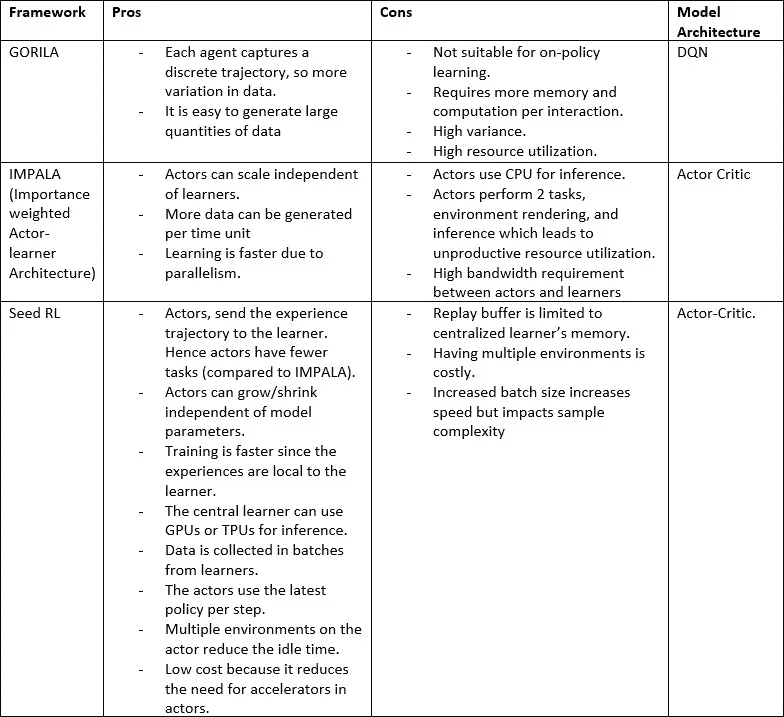 Framework
Pros
Cons
Model
Architecture
GORILA
- Each agent captures a
discrete trajectory, so more
variation in data.
- It is easy to generate large
quantities of data
- Not suitable for on-policy
learning.
- Requires more memory and
computation per interaction.
- High variance.
- High resource utilization.
DQN
IMPALA
(Importance
weighted
Actor-
learner
Architecture)
- Actors can scale independent
of learners.
- More data can be generated
per time unit
- Learning is faster due to
parallelism.
- Actors use CPU for inference.
- Actors perform 2 tasks,
environment rendering, and
inference which leads to
unproductive resource utilization.
- High bandwidth requirement
between actors and learners
Actor Critic
Seed RL
- Actors, send the experience
trajectory to the learner.
Hence actors have fewer
tasks (compared to IMPALA).
- Actors can grow/shrink
independent of model
parameters.
- Training is faster since the
experiences are local to the
learner.
- The central learner can use
GPUs or TPUs for inference.
- Data is collected in batches
from learners.
- The actors use the latest
policy per step.
- Multiple environments on the
actor reduce the idle time.
- Low cost because it reduces
the need for accelerators in
actors.
- Replay buffer is limited to
centralized learner’s memory.
- Having multiple environments is
costly.
- Increased batch size increases
speed but impacts sample
complexity
Actor-Critic.